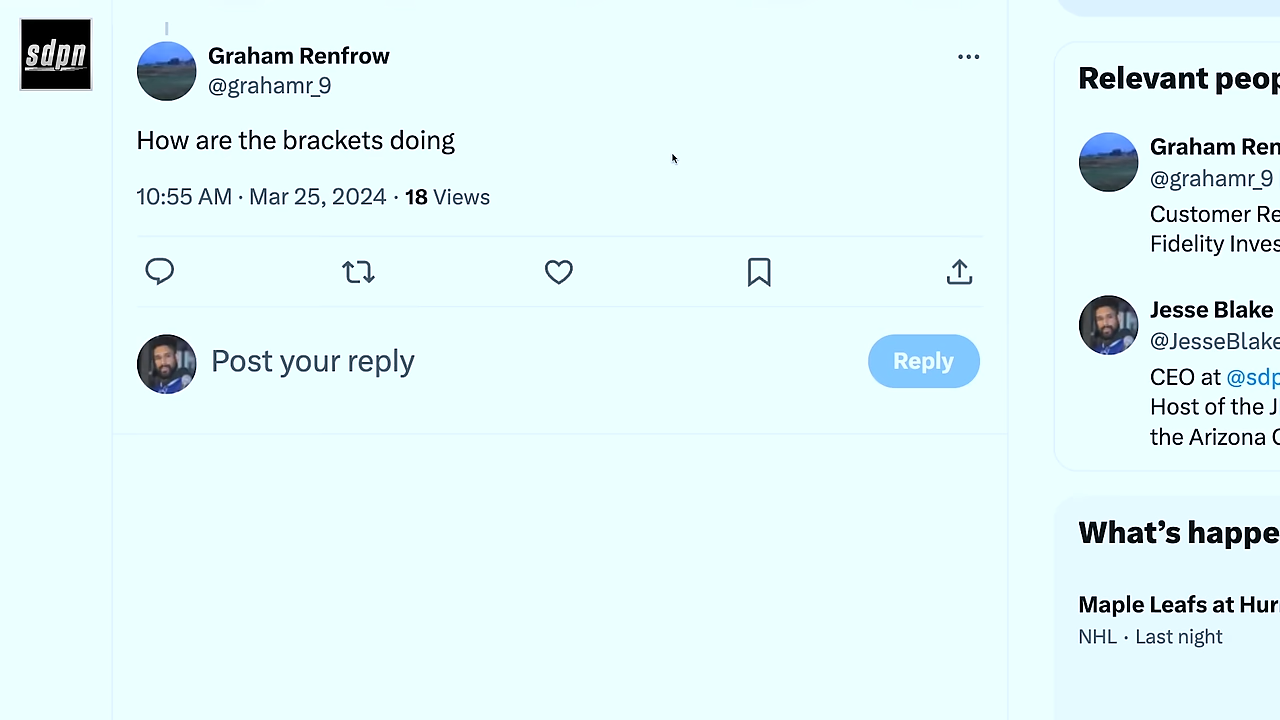 sdpn
Graham Renfrow
@grahamr_9
How are the brackets doing
10:55 AM · Mar 25, 2024 · 18 Views
Post your reply
Reply
Relevant peop
Graham Ren
@grahamr_9
Customer Re
Fidelity Inves
Jesse Blake
@JesseBlake
CEO at @sdp
Host of the J
the Arizona C
What's happe
Maple Leafs at Hurr
NHL · Last night